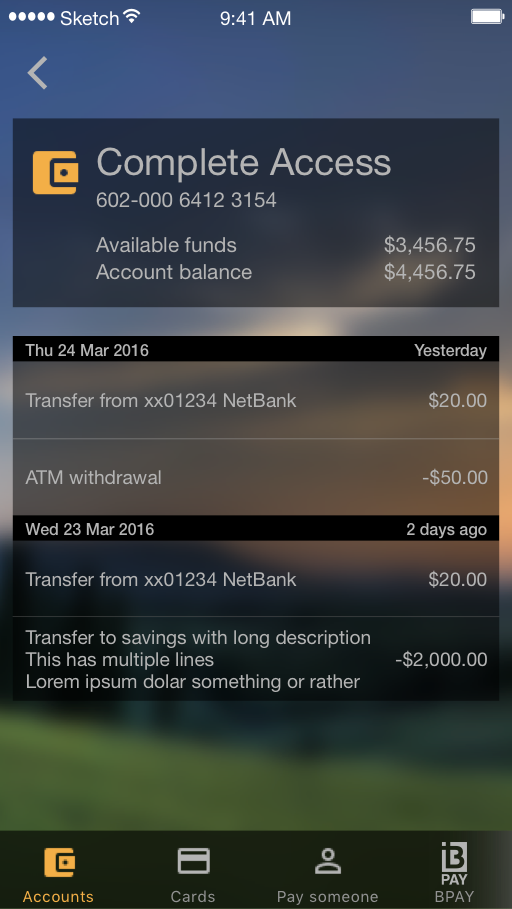 Sketch 9:41 AM
Complete Access
602-000 6412 3154
Available funds $3,456.75
Account balance $4,456.75
Thu 24 Mar 2016 Yesterday
Transfer from xx01234 NetBank $20.00
ATM withdrawal -$50.00
Wed 23 Mar 2016 2 days ago
Transfer from xx01234 NetBank $20.00
Transfer to savings with long description
This has multiple lines -$2,000.00
Lorem ipsum dolar something or rather
B
PAY
Accounts Cards Pay someone BPAY